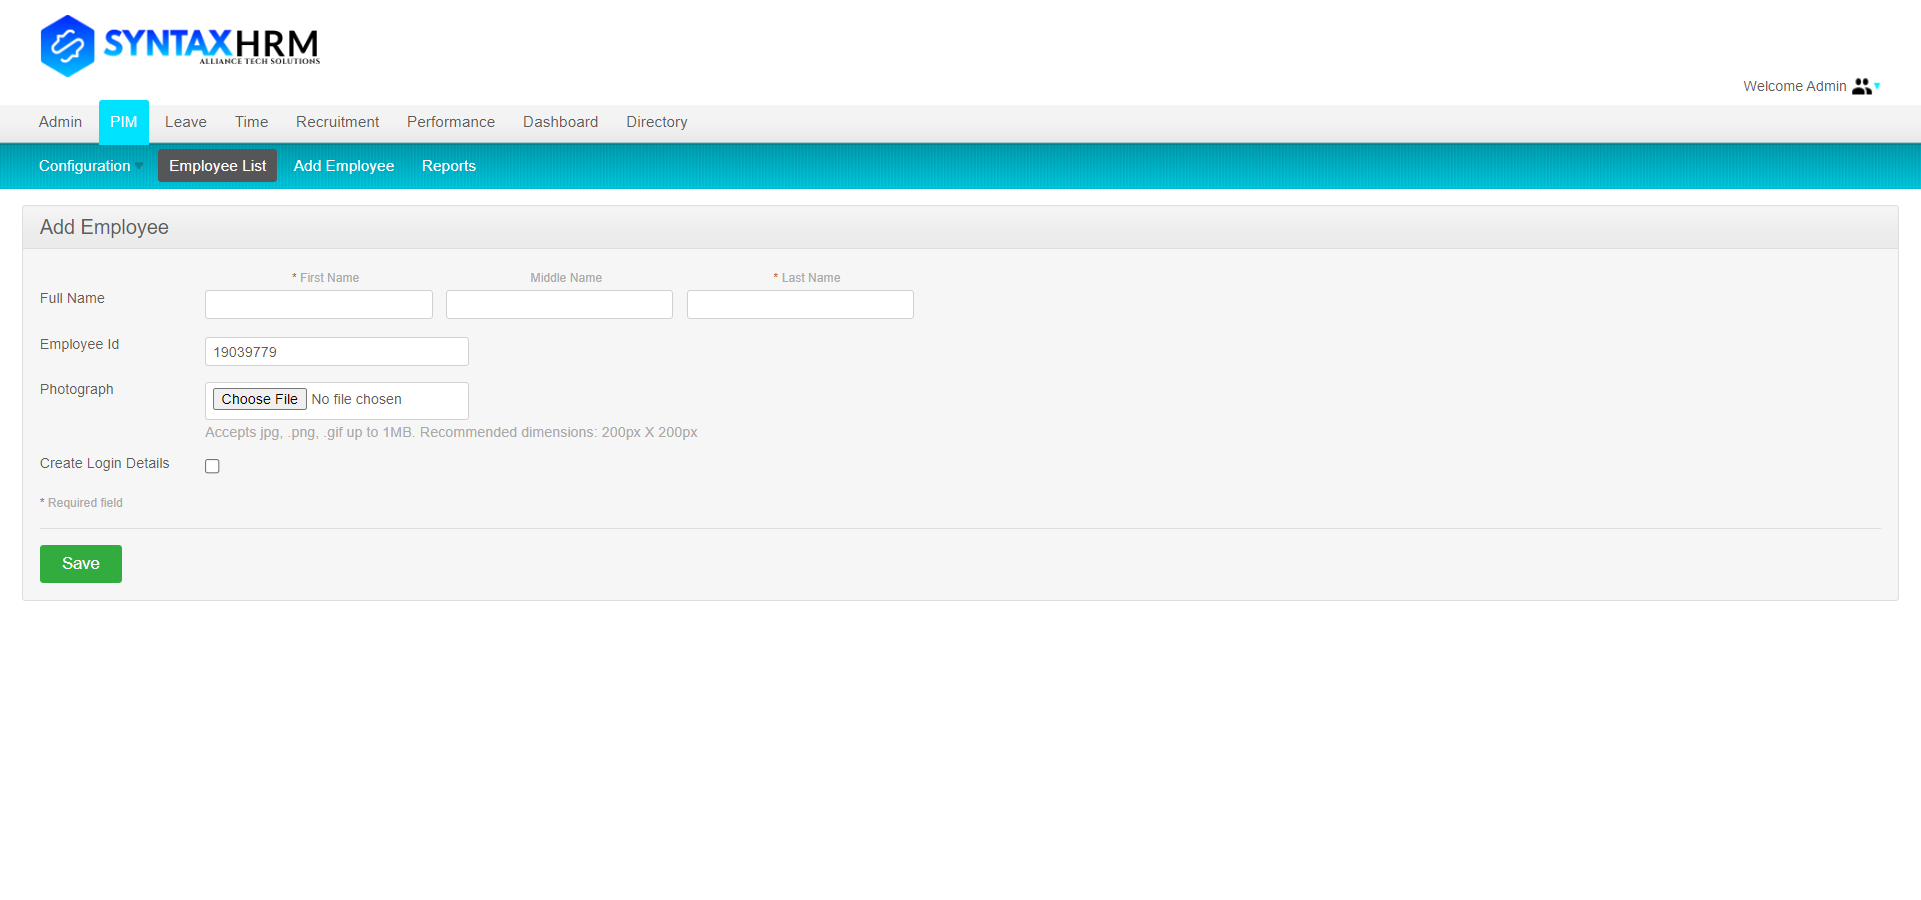 SYNTAXHRM
ALLIANCE TECH SOLUTIONS
Welcome Admin
Admin PIM Leave Time Recruitment Performance Dashboard Directory
Configuration Employee List Add Employee Reports
Add Employee
* First Name Middle Name * Last Name
Full Name
Employee Id 19039779
Photograph Choose File No file chosen
Accepts jpg, .png, .gif up to 1MB. Recommended dimensions: 200px X 200px
Create Login Details
* Required field
Save